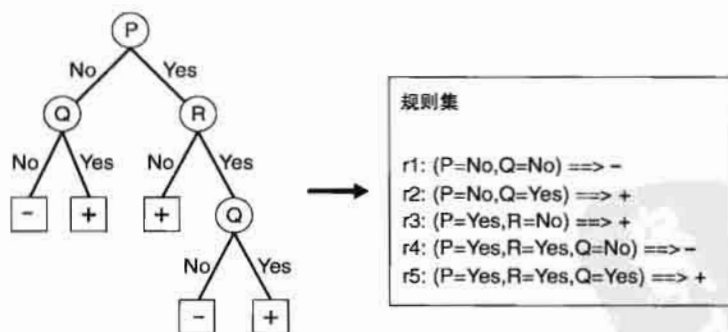 P
No Yes
Q R
No Yes No Yes
- + + Q
No Yes
- +
规则集
r1: (P=No,Q=No) ==> -
r2: (P=No,Q=Yes) ==> +
r3: (P=Yes,R=No) ==> +
r4: (P=Yes,R=Yes,Q=No) ==> -
r5: (P=Yes,R=Yes,Q=Yes) ==> +